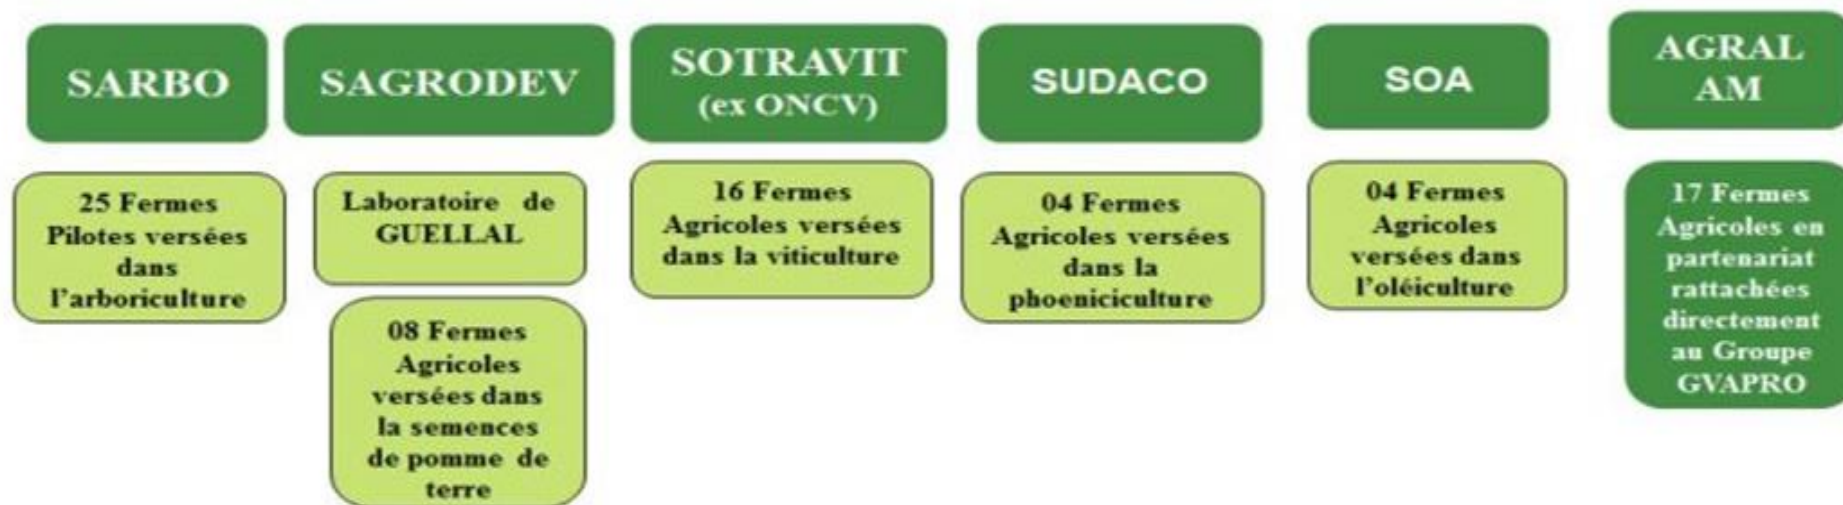 SARBO
25 Fermes
Pilotes versées
dans
l'arboriculture
SAGRODEV
Laboratoire de
GUELLAL
08 Fermes
Agricoles
versées dans
la semences
de pomme de
terre
SOTRAVIT
(ex ONCV)
16 Fermes
Agricoles versées
dans la viticulture
SUDACO
04 Fermes
Agricoles versées
dans la
phoeniciculture
SOA
04 Fermes
Agricoles
versées dans
l'oléiculture
AGRAL
AM
17 Fermes
Agricoles en
partenariat
rattachées
directement
au Groupe
GVAPRO